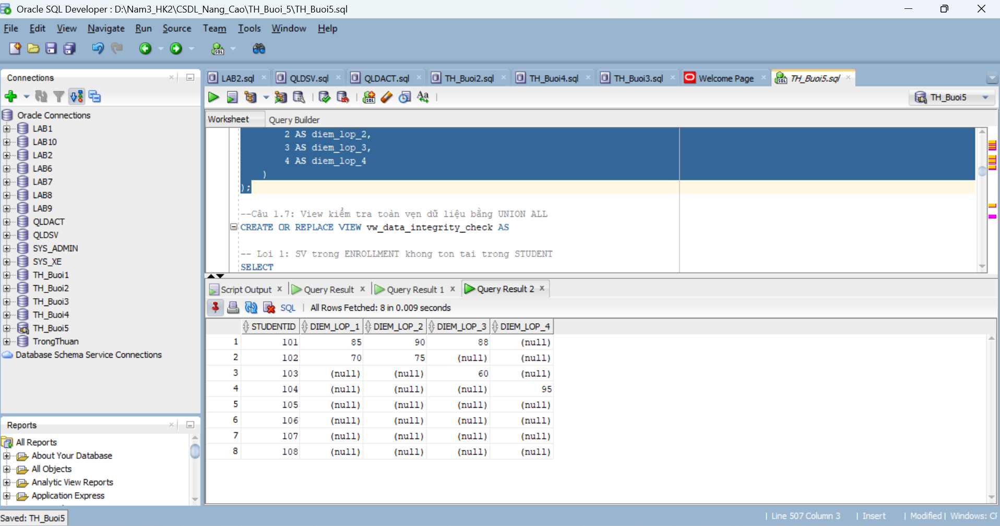 Oracle SQL Developer : D:\Nam3_HK2\CSDL_Nang_Cao\TH_Buoi_5\TH_Buoi5.sql
File Edit View Navigate Run Source Team Tools Window Help
Connections
Oracle Connections
LAB1
LAB10
LAB2
LAB6
LAB7
LAB8
LAB9
QLDACT
QLDSV
SYS_ADMIN
SYS_XE
TH_Buoi1
TH_Buoi2
TH_Buoi3
TH_Buoi4
TH_Buoi5
TrongThuan
Database Schema Service Connections
Reports
All Reports
About Your Database
All Objects
Analytic View Reports
Application Express
LAB2.sql QLDSV.sql QLDACT.sql TH_Buoi2.sql TH_Buoi4.sql TH_Buoi3.sql Welcome Page TH_Buoi5.sql
TH_Buoi5
Worksheet Query Builder
2 AS diem_lop_2,
3 AS diem_lop_3,
4 AS diem_lop_4
)
);
--Câu 1.7: View kiểm tra toàn vẹn dữ liệu bằng UNION ALL
CREATE OR REPLACE VIEW vw_data_integrity_check AS
-- Loi 1: SV trong ENROLLMENT khong ton tai trong STUDENT
SELECT
Script Output Query Result Query Result 1 Query Result 2
SQL | All Rows Fetched: 8 in 0.009 seconds
STUDENTID DIEM_LOP_1 DIEM_LOP_2 DIEM_LOP_3 DIEM_LOP_4
1 101 85 90 88 (null)
2 102 70 75 (null) (null)
3 103 (null) (null) 60 (null)
4 104 (null) (null) (null) 95
5 105 (null) (null) (null) (null)
6 106 (null) (null) (null) (null)
7 107 (null) (null) (null) (null)
8 108 (null) (null) (null) (null)
Saved: TH_Buoi5
| Line 507 Column 3 | Insert | Modified | Windows: CF